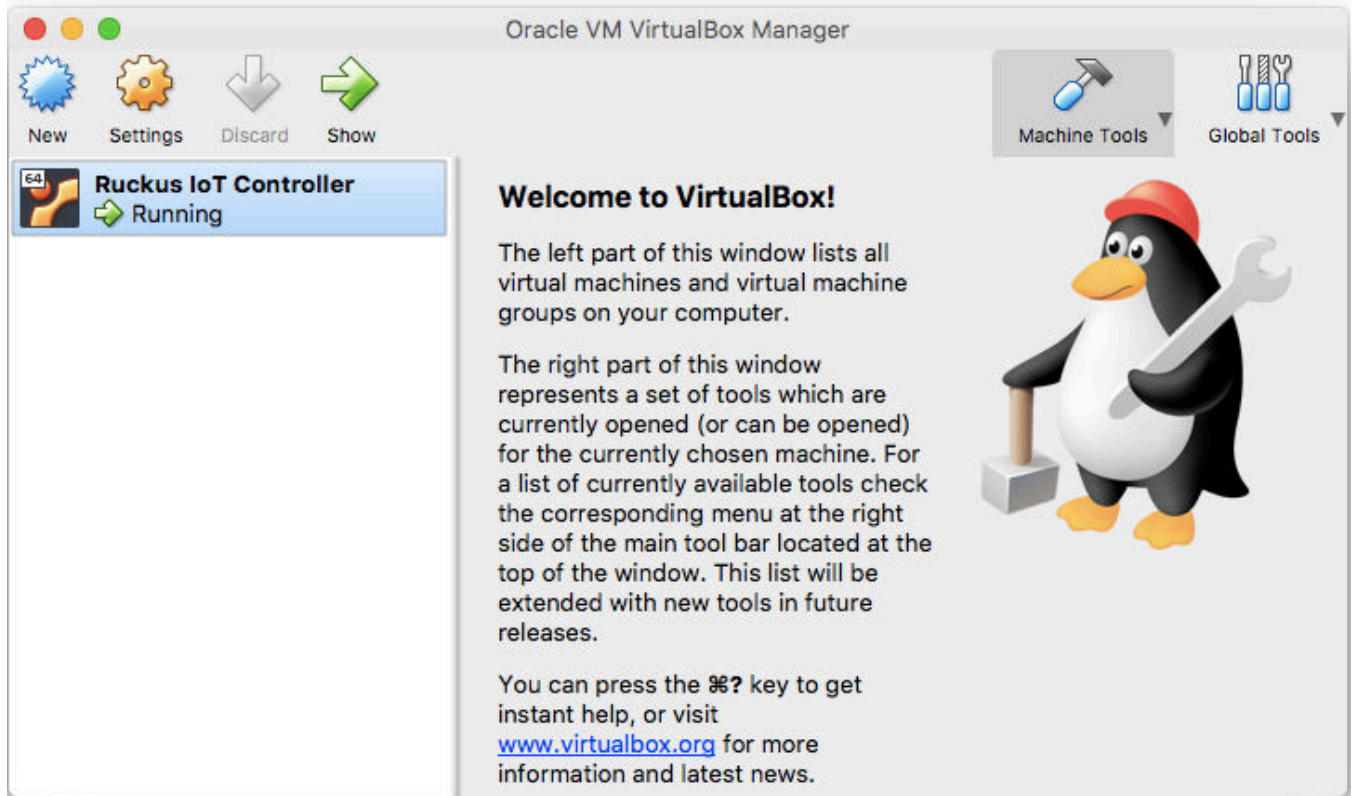 Oracle VM VirtualBox Manager
New Settings Discard Show Machine Tools Global Tools
64
Ruckus IoT Controller
Running
Welcome to VirtualBox!
The left part of this window lists all
virtual machines and virtual machine
groups on your computer.
The right part of this window
represents a set of tools which are
currently opened (or can be opened)
for the currently chosen machine. For
a list of currently available tools check
the corresponding menu at the right
side of the main tool bar located at the
top of the window. This list will be
extended with new tools in future
releases.
You can press the ⌘? key to get
instant help, or visit
www.virtualbox.org for more
information and latest news.